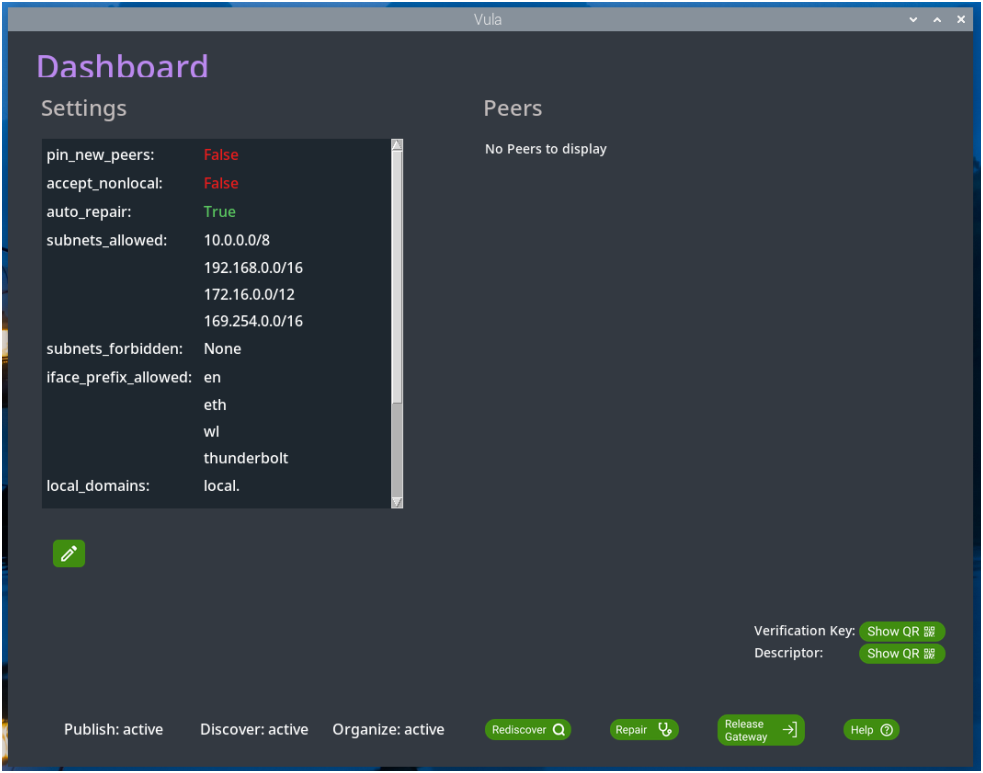 Vula
Dashboard
Settings
pin_new_peers: False
accept_nonlocal: False
auto_repair: True
subnets_allowed: 10.0.0.0/8
192.168.0.0/16
172.16.0.0/12
169.254.0.0/16
subnets_forbidden: None
iface_prefix_allowed: en
eth
wl
thunderbolt
local_domains: local.
Peers
No Peers to display
Verification Key: Show QR
Descriptor: Show QR
Publish: active Discover: active Organize: active
Rediscover
Repair
Release
Gateway
Help